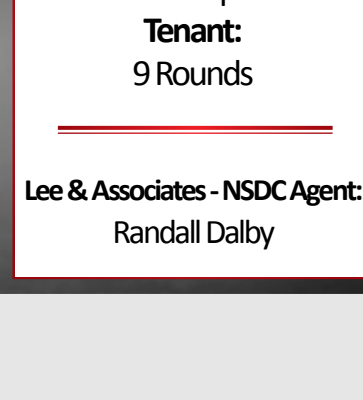 Tenant:
9 Rounds
Lee & Associates - NSDC Agent:
Randall Dalby